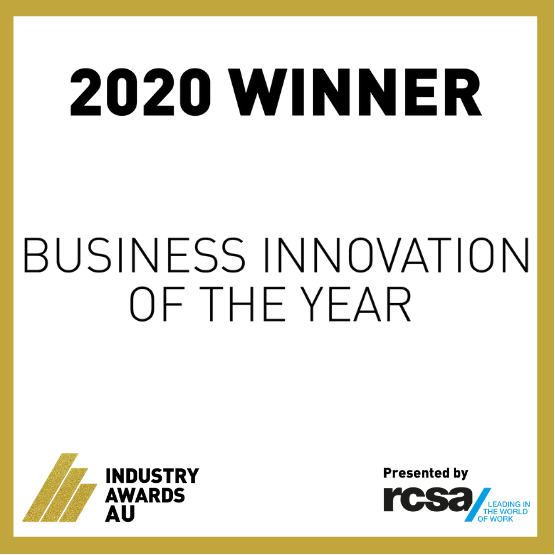 2020 WINNER
BUSINESS INNOVATION
OF THE YEAR
INDUSTRY
AWARDS
AU
Presented by
rcsa/
LEADING IN
THE WORLD
OF WORK